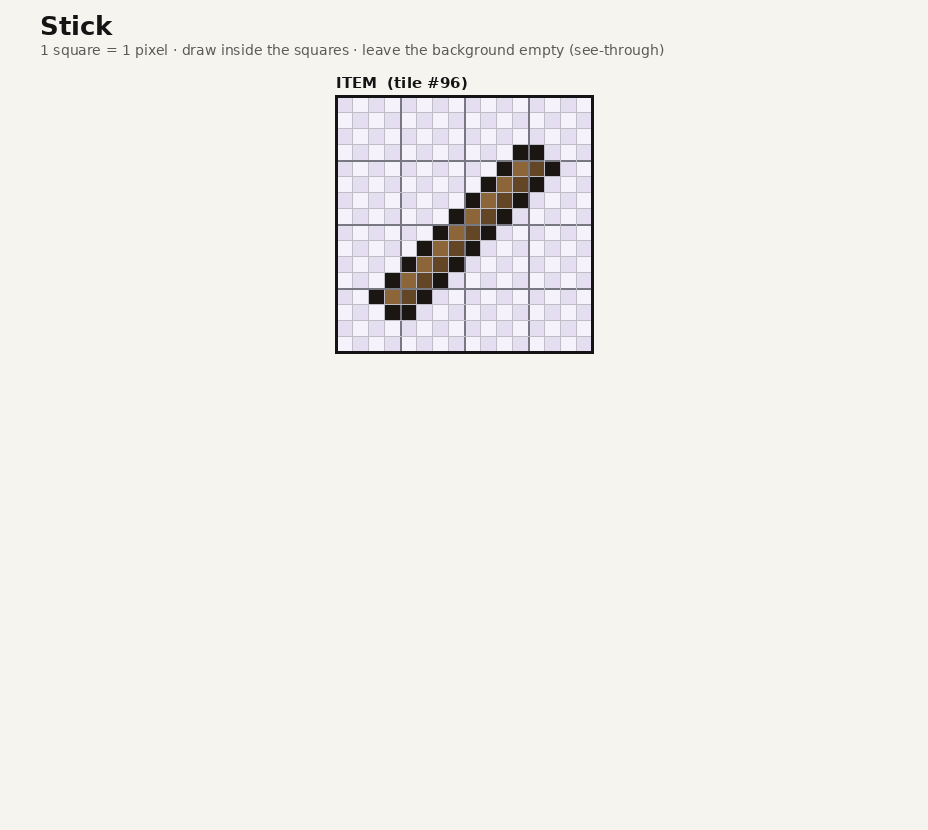 Stick
1 square = 1 pixel · draw inside the squares · leave the background empty (see-through)
ITEM (tile #96)